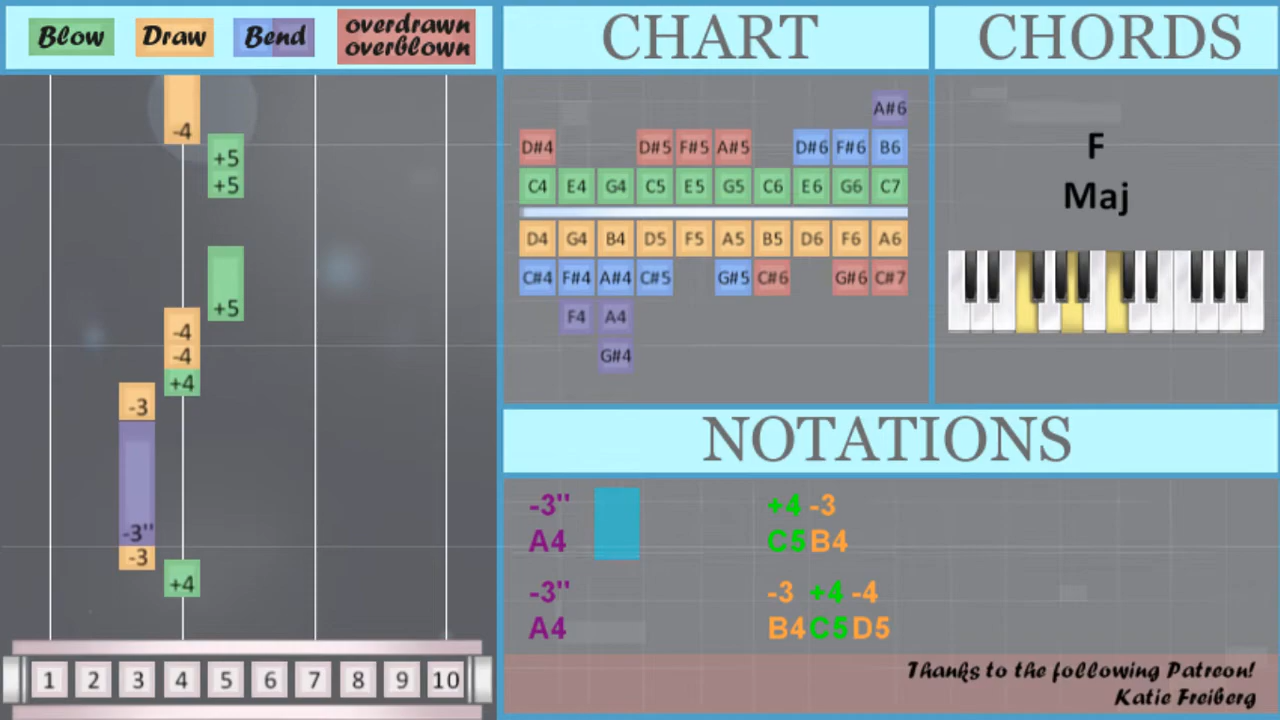 Blow Draw Bend overdrawn
overblown
CHART
CHORDS
-4
+5
+5
+5
-4
-4
+4
-3
-3"
-3
+4
1 2 3 4 5 6 7 8 9 10
A#6
D#4 D#5 F#5 A#5 D#6 F#6 B6
C4 E4 G4 C5 E5 G5 C6 E6 G6 C7
D4 G4 B4 D5 F5 A5 B5 D6 F6 A6
C#4 F#4 A#4 C#5 G#5 C#6 G#6 C#7
F4 A4
G#4
F
Maj
NOTATIONS
-3" +4 -3
A4 C5 B4
-3" -3 +4 -4
A4 B4 C5 D5
Thanks to the following Patreon!
Katie Freiberg